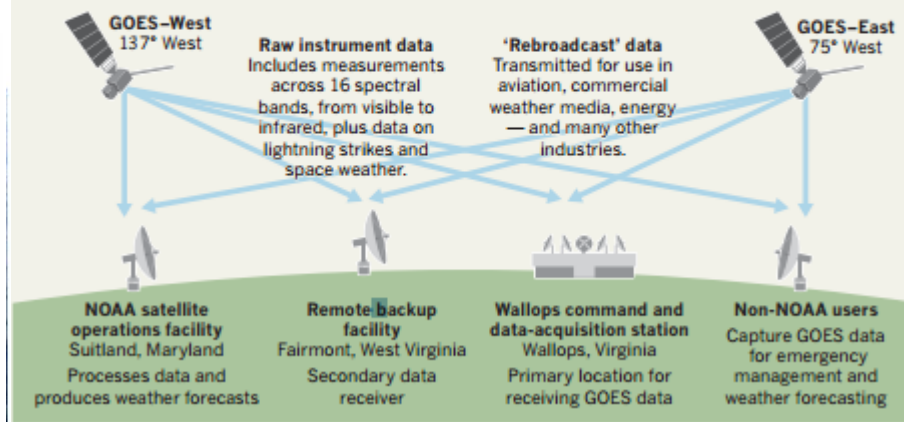 GOES–West
137° West
Raw instrument data
Includes measurements
across 16 spectral
bands, from visible to
infrared, plus data on
lightning strikes and
space weather.
‘Rebroadcast’ data
Transmitted for use in
aviation, commercial
weather media, energy
— and many other
industries.
GOES–East
75° West
NOAA satellite
operations facility
Suitland, Maryland
Processes data and
produces weather forecasts
Remote backup
facility
Fairmont, West Virginia
Secondary data
receiver
Wallops command and
data-acquisition station
Wallops, Virginia
Primary location for
receiving GOES data
Non-NOAA users
Capture GOES data
for emergency
management and
weather forecasting